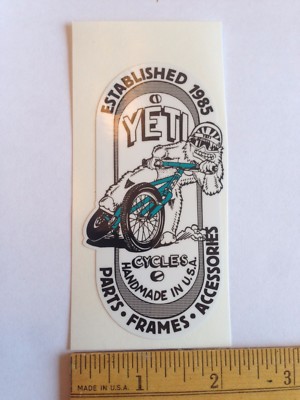 ESTABLISHED 1985
YETI
CYCLES
HANDMADE IN U.S.A.
PARTS • FRAMES • ACCESSORIES
1 2 3
MADE IN U.S.A.